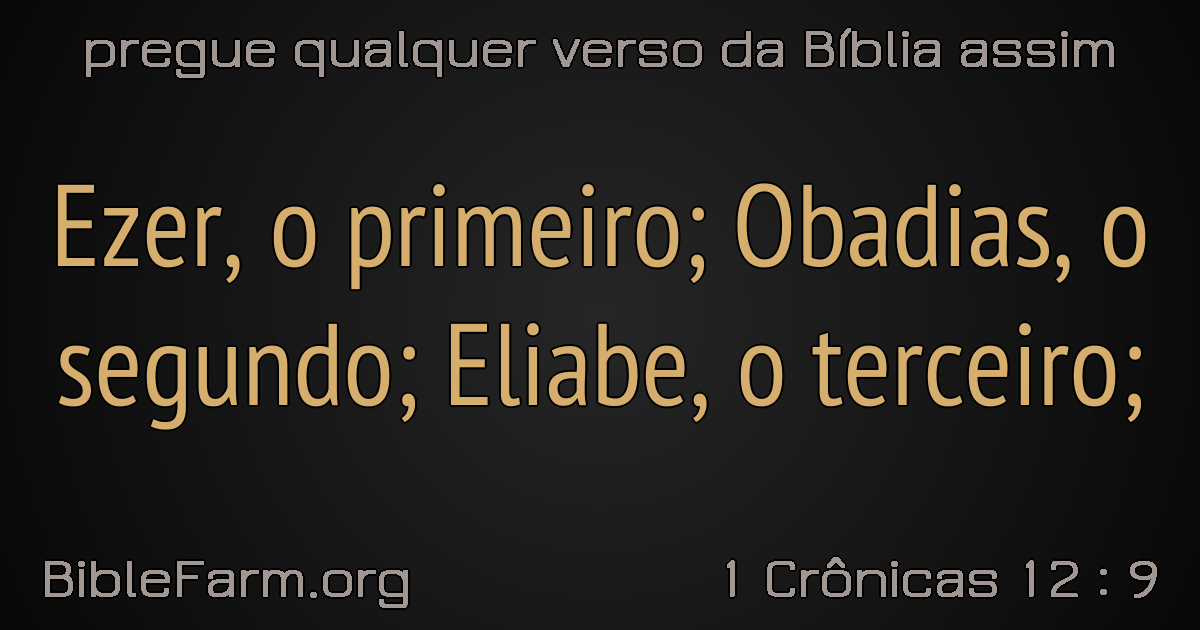 pregue qualquer verso da Bíblia assim
Ezer, o primeiro; Obadias, o
segundo; Eliabe, o terceiro;
BibleFarm.org
1 Crônicas 12 : 9